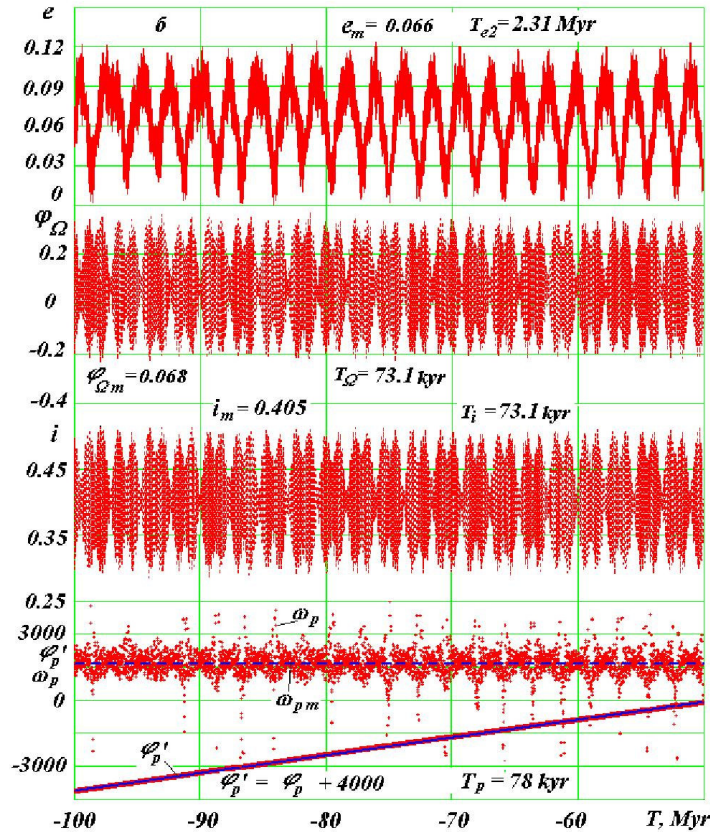 e б e_m = 0.066 T_e2 = 2.31 Myr
0.12
0.09
0.06
0.03
0
φ_Ω
0.2
0
-0.2
φ_Ωm = 0.068 T_Ω = 73.1 kyr
-0.4
i_m = 0.405 T_i = 73.1 kyr
i
0.45
0.35
0.25
ω_p
3000
φ_p'
ω_p
ω_pm
0
φ_p'
-3000
φ_p' = φ_p + 4000 T_p = 78 kyr
-100 -90 -80 -70 -60 T, Myr